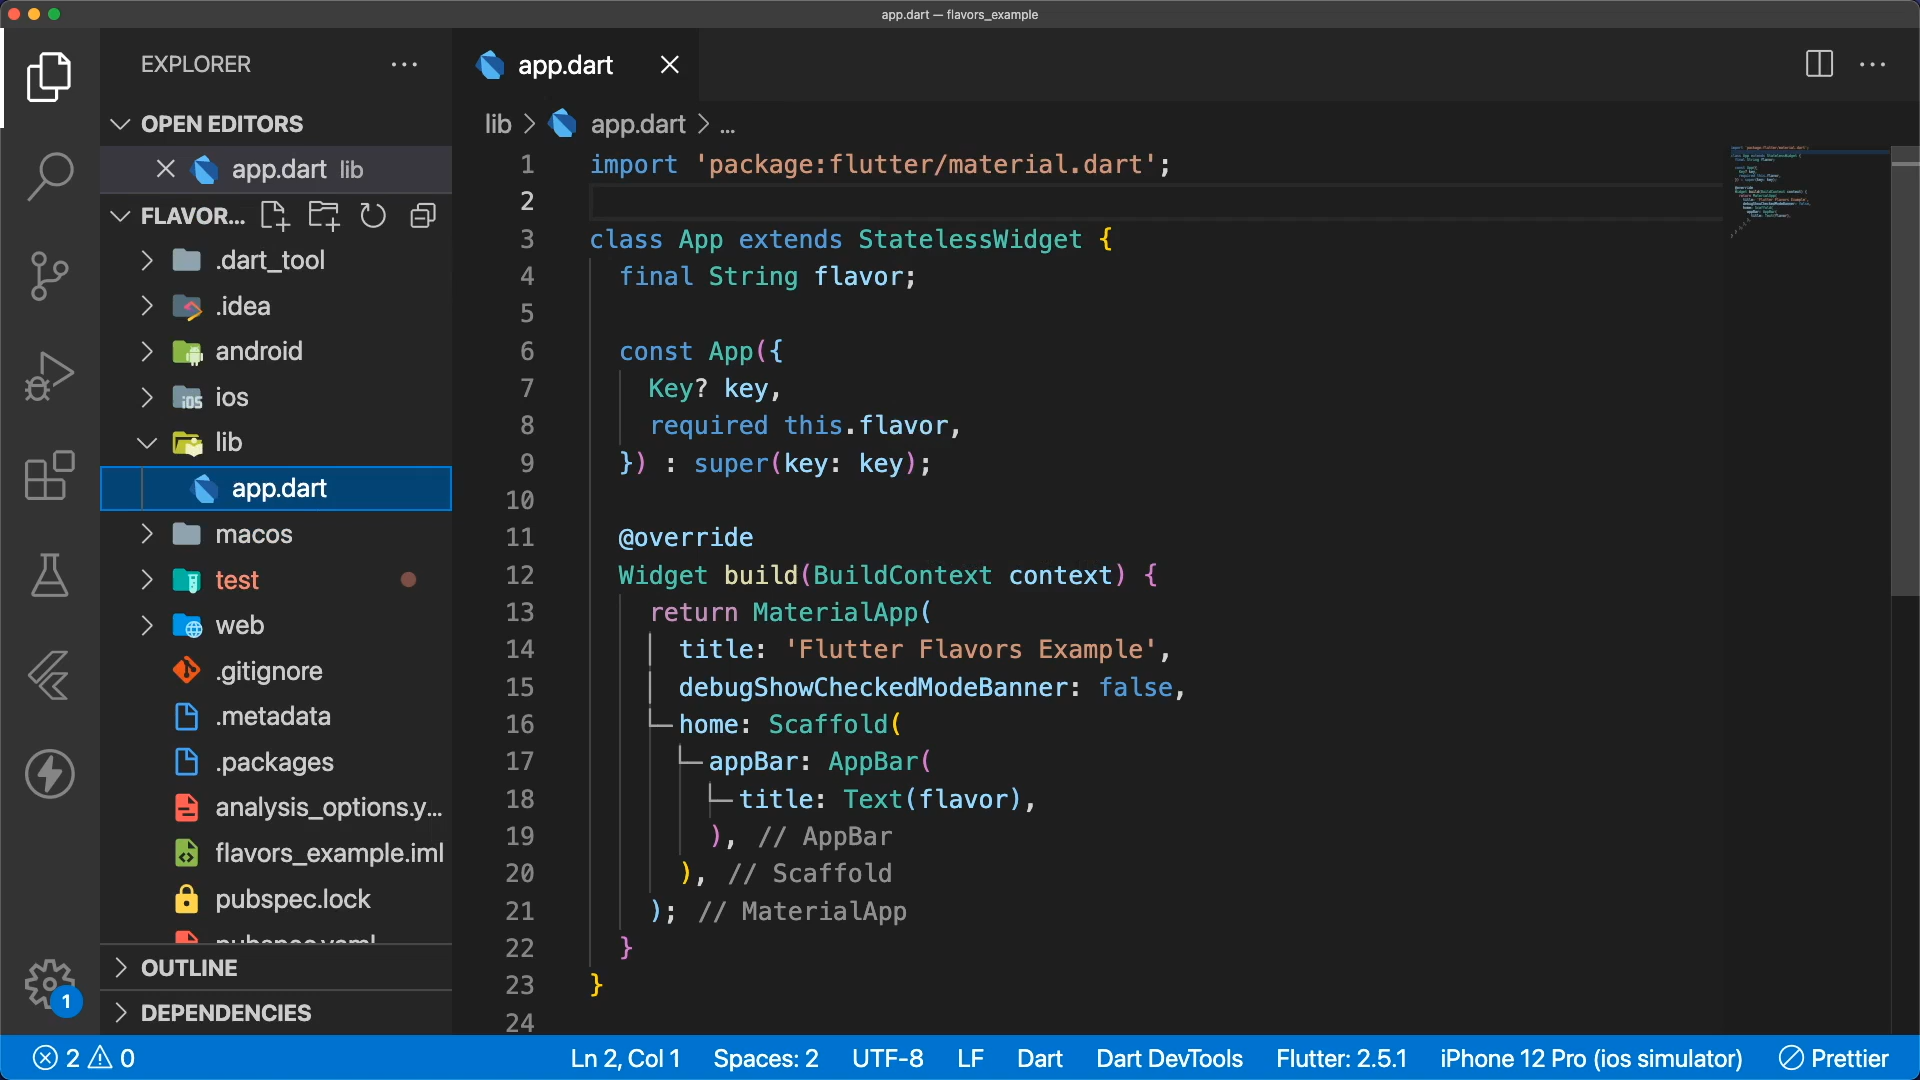 app.dart — flavors_example
EXPLORER
OPEN EDITORS
app.dart lib
FLAVOR...
.dart_tool
.idea
android
ios
lib
app.dart
macos
test
web
.gitignore
.metadata
.packages
analysis_options.y...
flavors_example.iml
pubspec.lock
pubspec.yaml
OUTLINE
DEPENDENCIES
1
app.dart
lib > app.dart > ...
1 import 'package:flutter/material.dart';
2
3 class App extends StatelessWidget {
4 final String flavor;
5
6 const App({
7 Key? key,
8 required this.flavor,
9 }) : super(key: key);
10
11 @override
12 Widget build(BuildContext context) {
13 return MaterialApp(
14 title: 'Flutter Flavors Example',
15 debugShowCheckedModeBanner: false,
16 home: Scaffold(
17 appBar: AppBar(
18 title: Text(flavor),
19 ), // AppBar
20 ), // Scaffold
21 ); // MaterialApp
22 }
23 }
24
2 0 Ln 2, Col 1 Spaces: 2 UTF-8 LF Dart Dart DevTools Flutter: 2.5.1 iPhone 12 Pro (ios simulator) Prettier